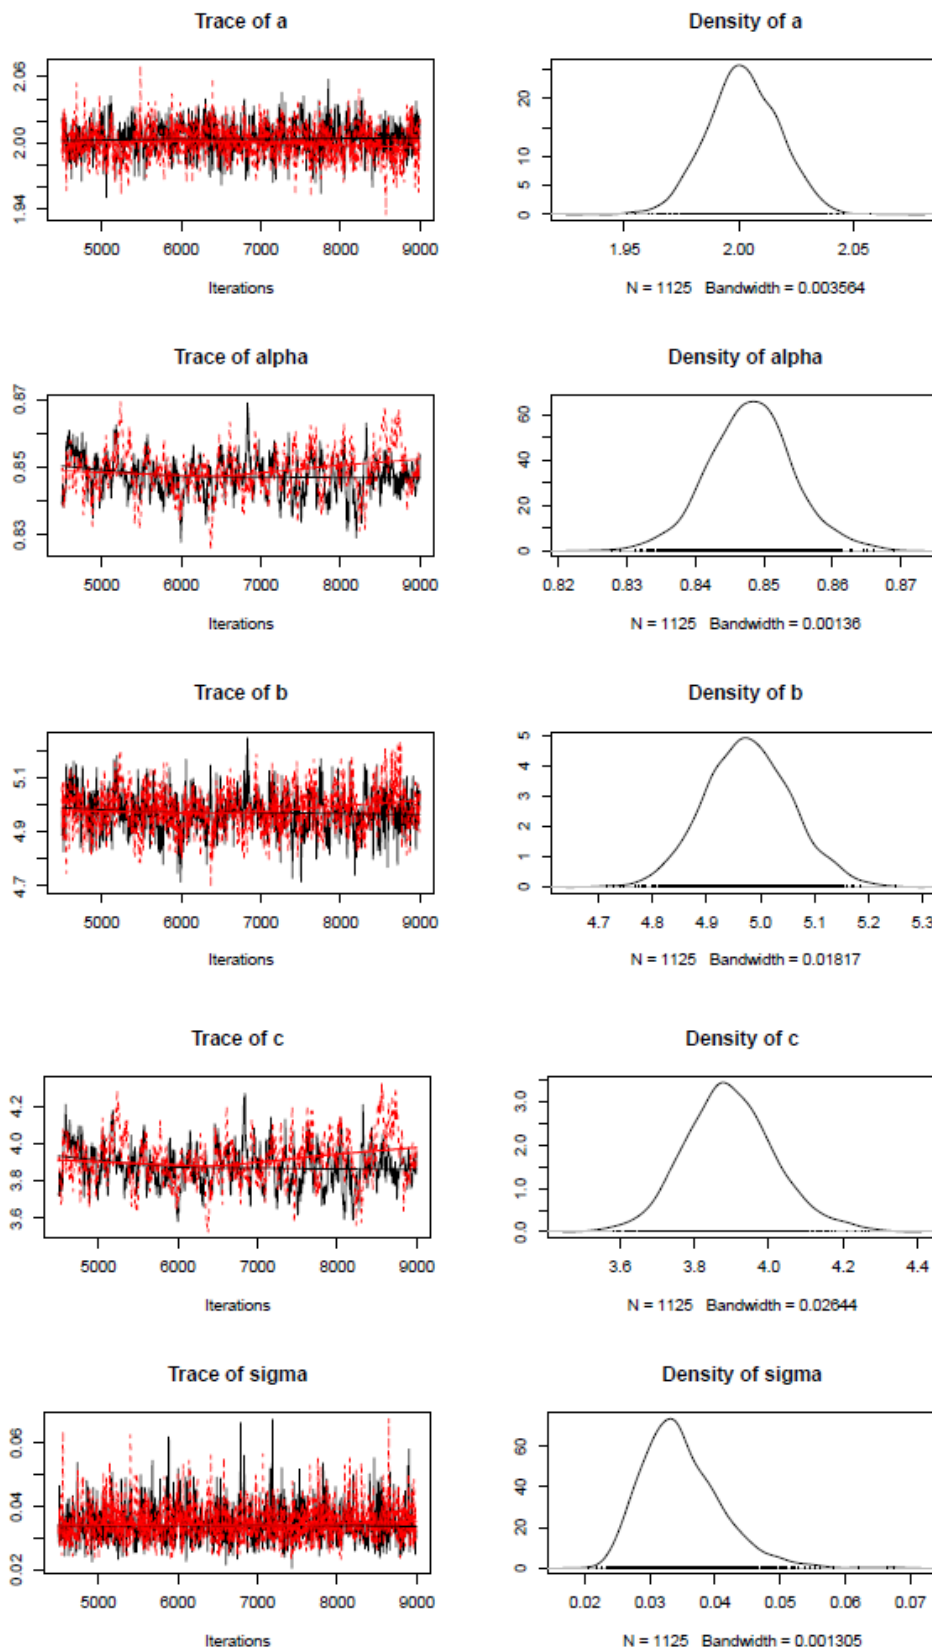 Trace of a
Density of a
2.06
2.00
1.94
5000 6000 7000 8000 9000
Iterations
20
15
10
5
0
1.95 2.00 2.05
N = 1125 Bandwidth = 0.003564
Trace of alpha
Density of alpha
0.87
0.85
0.83
5000 6000 7000 8000 9000
Iterations
60
40
20
0
0.82 0.83 0.84 0.85 0.86 0.87
N = 1125 Bandwidth = 0.00136
Trace of b
Density of b
5.1
4.9
4.7
5000 6000 7000 8000 9000
Iterations
5
4
3
2
1
0
4.7 4.8 4.9 5.0 5.1 5.2 5.3
N = 1125 Bandwidth = 0.01817
Trace of c
Density of c
4.2
4.0
3.8
3.6
5000 6000 7000 8000 9000
Iterations
3.0
2.0
1.0
0.0
3.6 3.8 4.0 4.2 4.4
N = 1125 Bandwidth = 0.02644
Trace of sigma
Density of sigma
0.06
0.04
0.02
5000 6000 7000 8000 9000
Iterations
60
40
20
0
0.02 0.03 0.04 0.05 0.06 0.07
N = 1125 Bandwidth = 0.001305